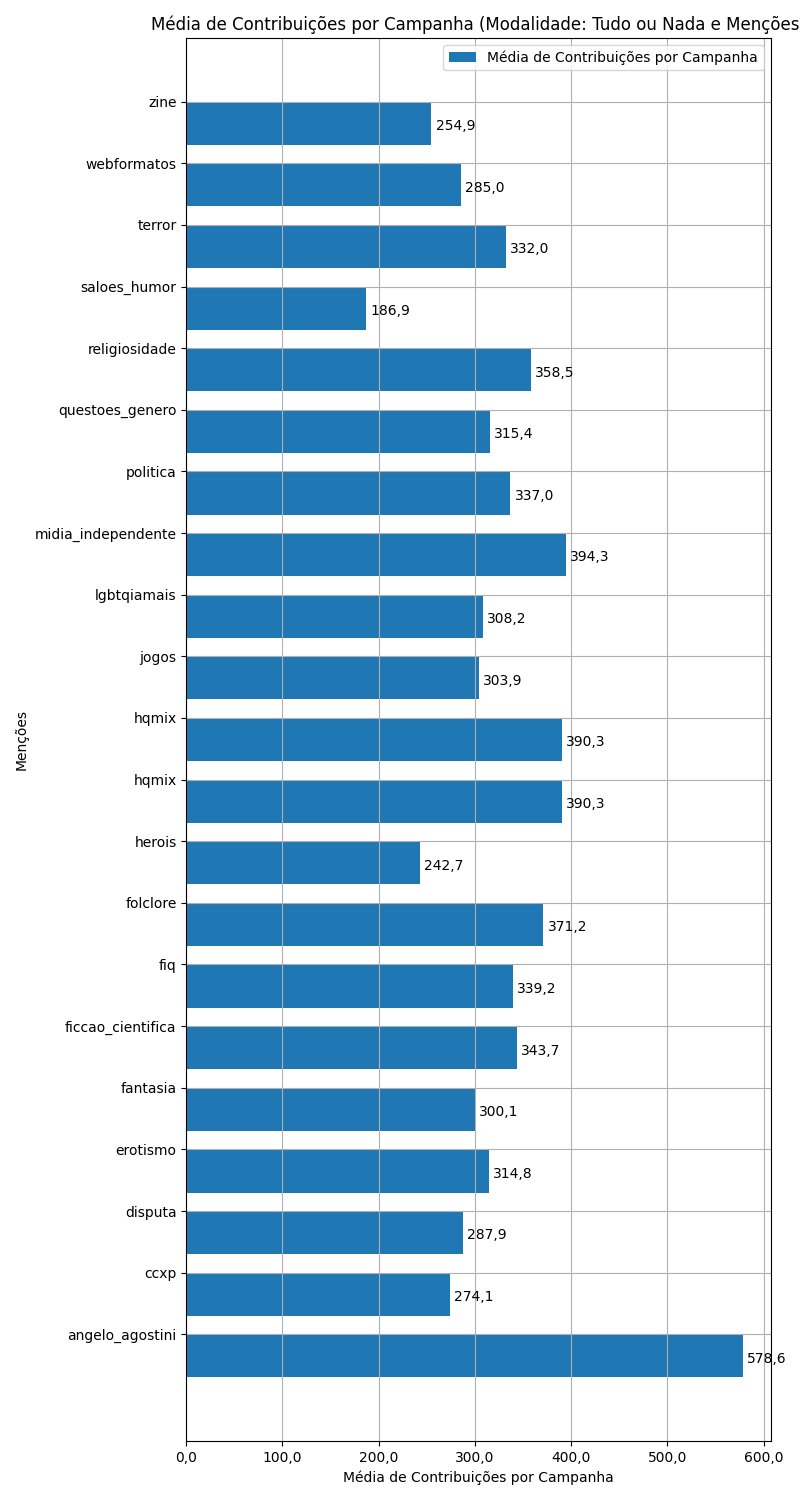 Média de Contribuições por Campanha (Modalidade: Tudo ou Nada e Menções
Média de Contribuições por Campanha
zine
254,9
webformatos
285,0
terror
332,0
saloes_humor
186,9
religiosidade
358,5
questoes_genero
315,4
politica
337,0
midia_independente
394,3
lgbtqiamais
308,2
jogos
303,9
hqmix
390,3
hqmix
390,3
herois
242,7
folclore
371,2
fiq
339,2
ficcao_cientifica
343,7
fantasia
300,1
erotismo
314,8
disputa
287,9
ccxp
274,1
angelo_agostini
578,6
Menções
0,0 100,0 200,0 300,0 400,0 500,0 600,0
Média de Contribuições por Campanha